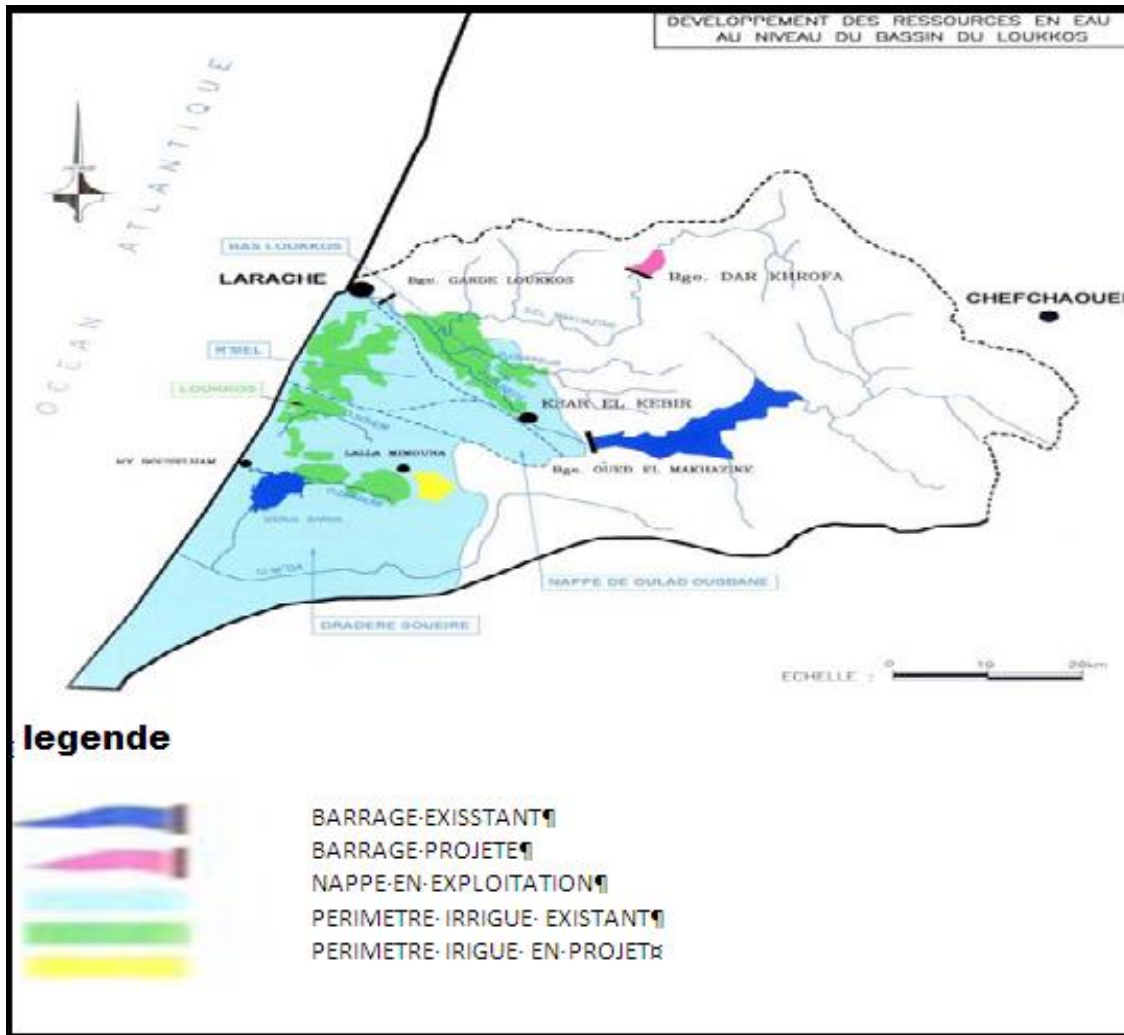 DEVELOPPEMENT DES RESSOURCES EN EAU
AU NIVEAU DU BASSIN DU LOUKKOS
OCEAN ATLANTIQUE
BAS LOUKKOS
LARACHE
Bge. GARDE LOUKKOS
Bge. DAR KHROFA
CHEFCHAOUEN
R'MEL
LOUKKOS
KSAR EL KEBIR
LALLA MIMOUNA
MY BOUSELHAM
Bge. OUED EL MAKHAZINE
NAPPE DE OULAD OUGBANE
DRADERE SOUEIRE
ECHELLE : 0 10 20km
legende
BARRAGE·EXISSTANT¶
BARRAGE·PROJETE¶
NAPPE·EN·EXPLOITATION¶
PERIMETRE· IRRIGUE· EXISTANT¶
PERIMETRE· IRIGUE· EN·PROJET¤